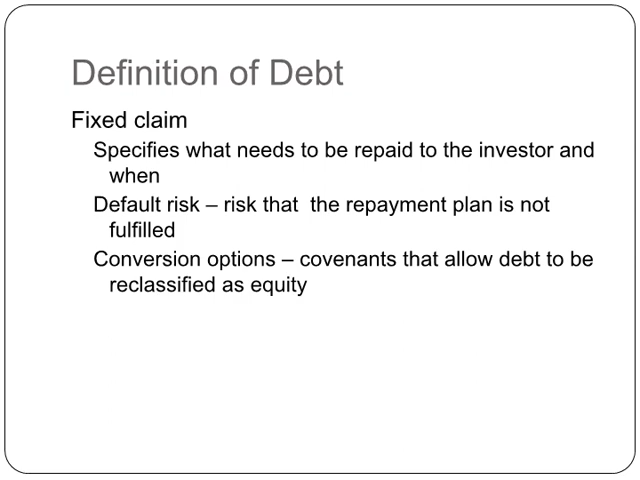 Definition of Debt
Fixed claim
Specifies what needs to be repaid to the investor and
when
Default risk – risk that  the repayment plan is not
fulfilled
Conversion options – covenants that allow debt to be
reclassified as equity